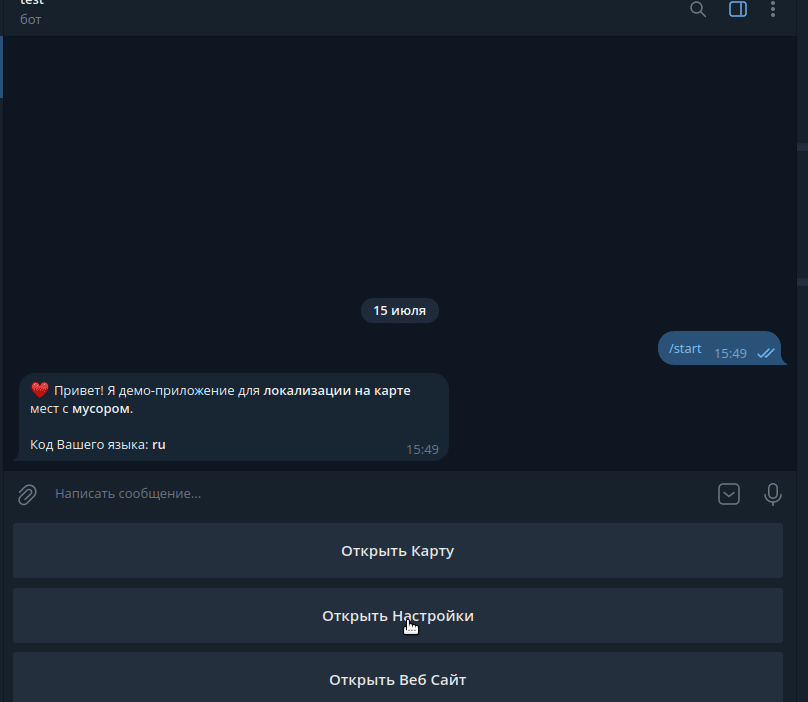 test
бот
15 июля
/start 15:49
❤️ Привет! Я демо-приложение для локализации на карте
мест с мусором.
Код Вашего языка: ru
15:49
Написать сообщение...
Открыть Карту
Открыть Настройки
Открыть Веб Сайт